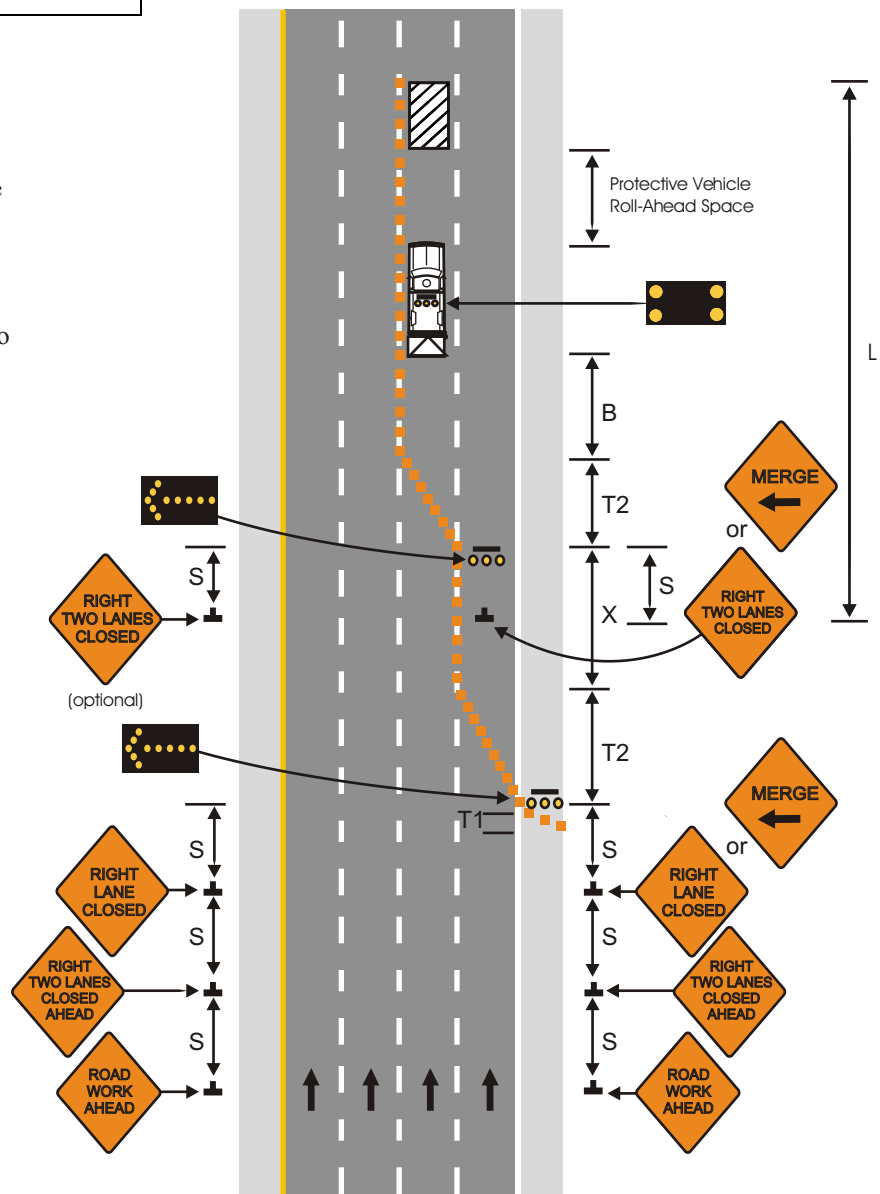 e
o
Protective Vehicle
Roll-Ahead Space
L
B
MERGE
T2
or
S
S
RIGHT
TWO LANES
CLOSED
X
RIGHT
TWO LANES
CLOSED
(optional)
T2
MERGE
T1
S
S
or
RIGHT
LANE
CLOSED
RIGHT
LANE
CLOSED
S
S
RIGHT
TWO LANES
CLOSED
AHEAD
RIGHT
TWO LANES
CLOSED
AHEAD
S
S
ROAD
WORK
AHEAD
ROAD
WORK
AHEAD